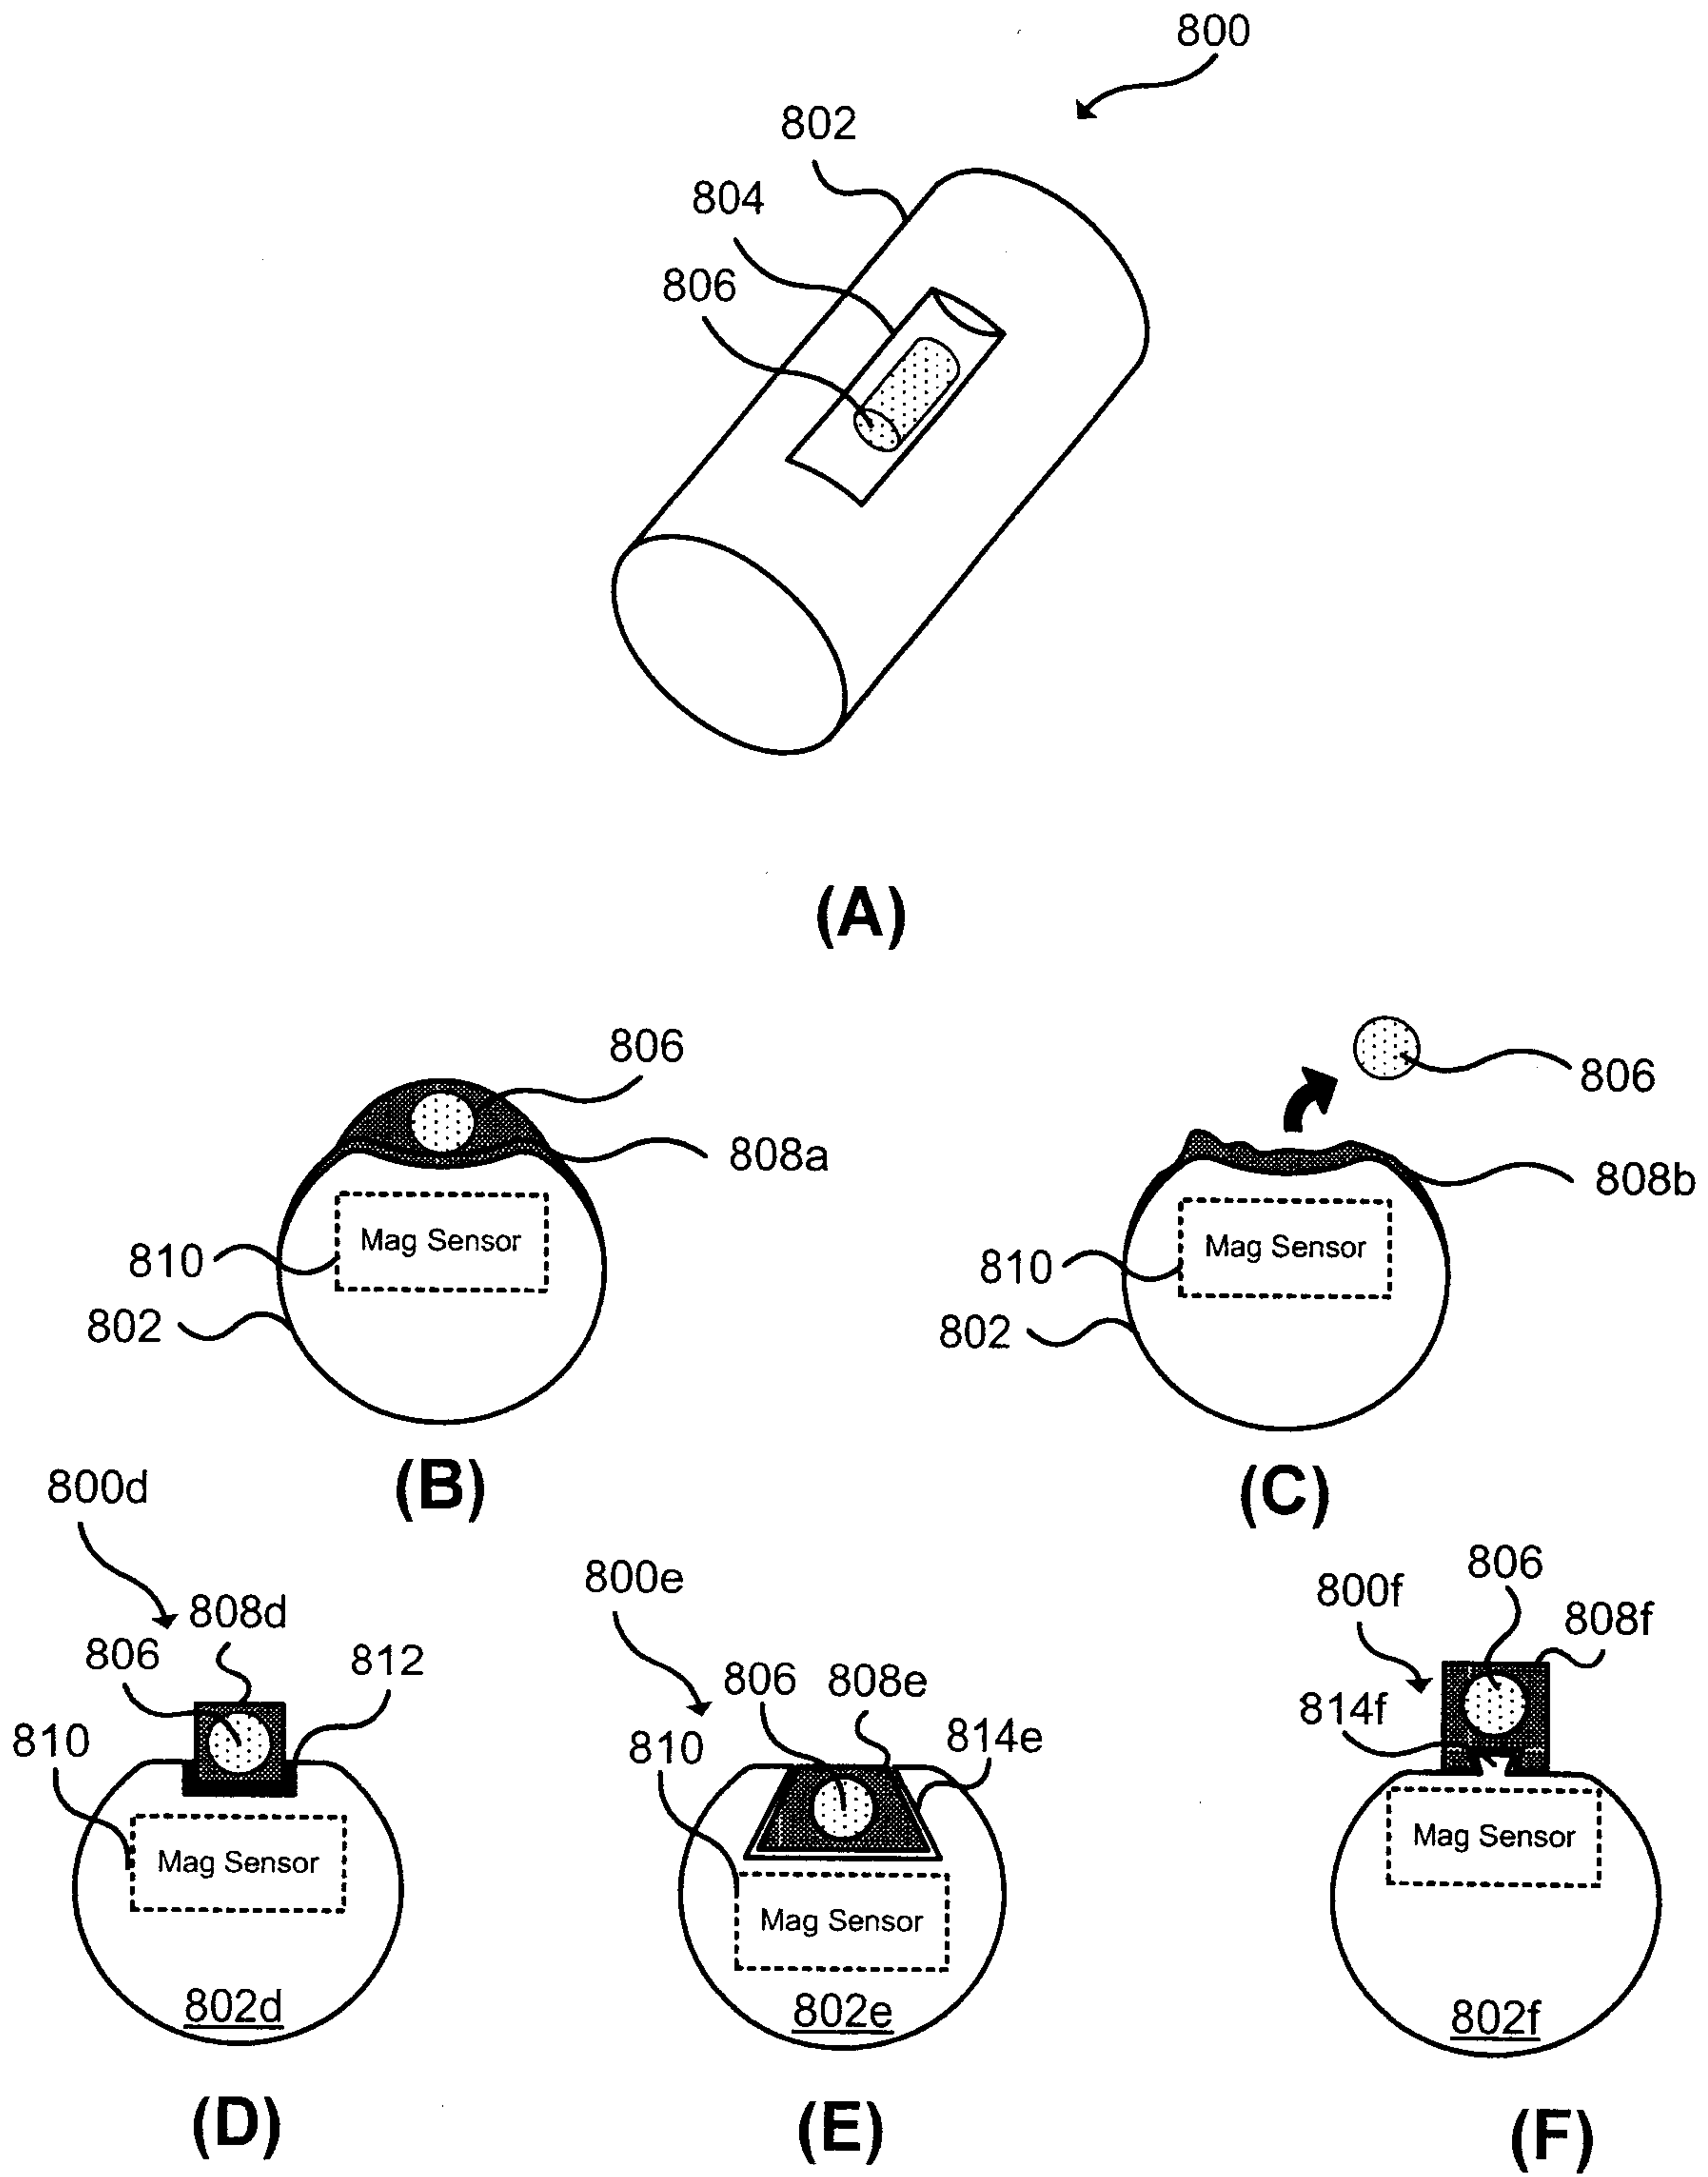 800
802
804
806
(A)
806
808a
Mag Sensor
810
802
(B)
806
808b
Mag Sensor
810
802
(C)
800d
808d
806
812
810
Mag Sensor
802d
(D)
800e
806
808e
814e
810
Mag Sensor
802e
(E)
806
800f
808f
814f
Mag Sensor
802f
(F)